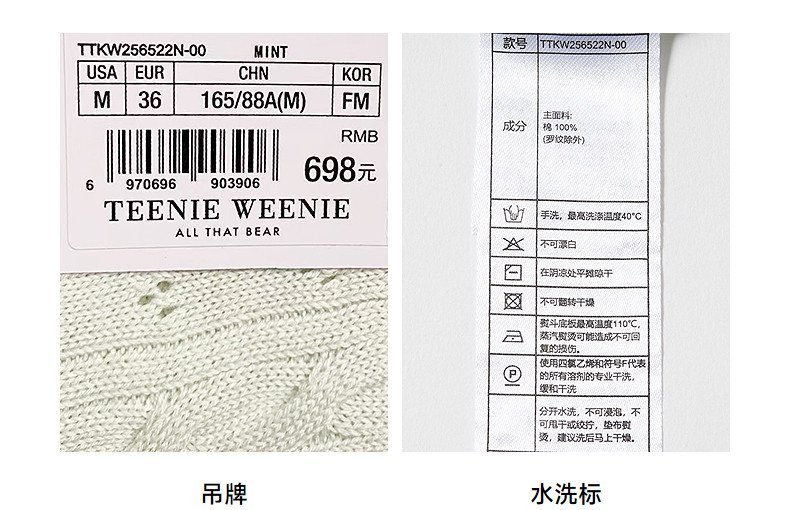 TTKW256522N-00 MINT
USA EUR CHN KOR
M 36 165/88A(M) FM
RMB
698元
6 970696 903906
TEENIE WEENIE
ALL THAT BEAR
吊牌
款号 TTKW256522N-00
成分
主面料:
棉 100%
(罗纹除外)
手洗，最高洗涤温度40°C
不可漂白
在阴凉处平摊晾干
不可翻转干燥
熨斗底板最高温度110℃,
蒸汽熨烫可能造成不可回
复的损伤。
P
使用四氯乙烯和符号F代表
的所有溶剂的专业干洗,
缓和干洗
分开水洗，不可浸泡，不
可甩干或绞拧，垫布熨
烫，建议洗后马上干燥。
水洗标